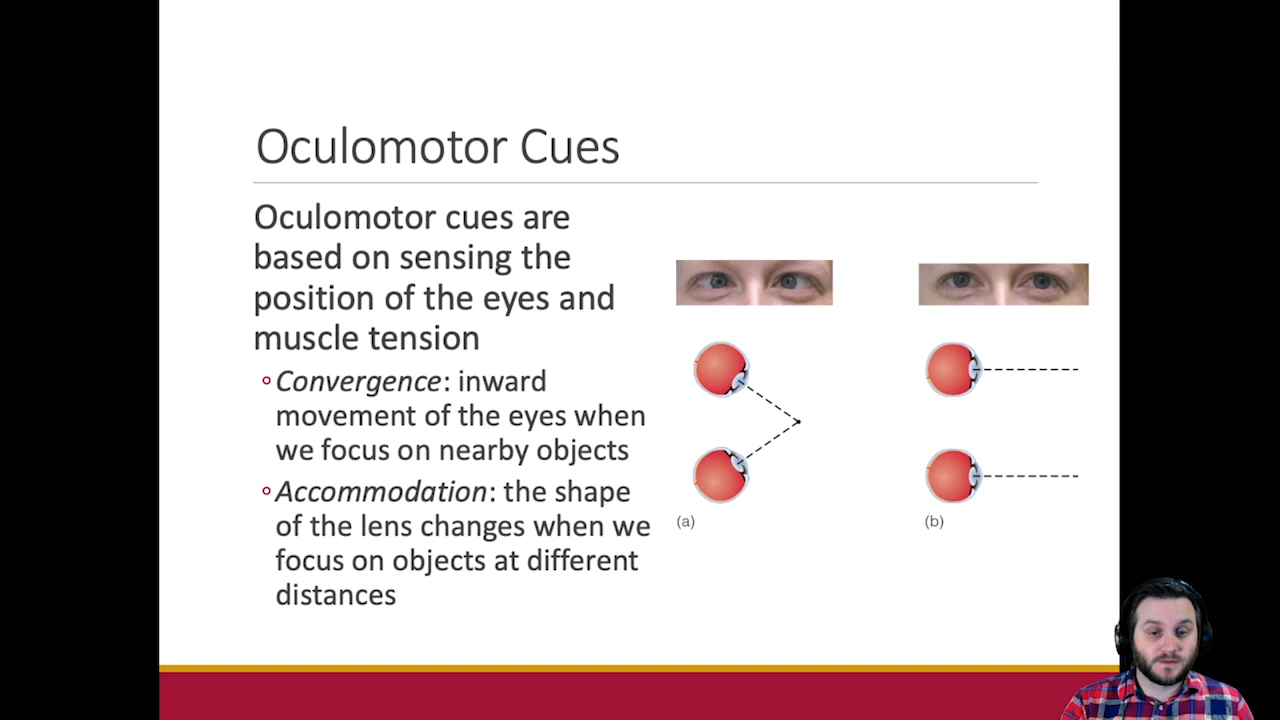 Oculomotor Cues
Oculomotor cues are
based on sensing the
position of the eyes and
muscle tension
◦Convergence: inward
movement of the eyes when
we focus on nearby objects
◦Accommodation: the shape
of the lens changes when we
focus on objects at different
distances
(a)
(b)